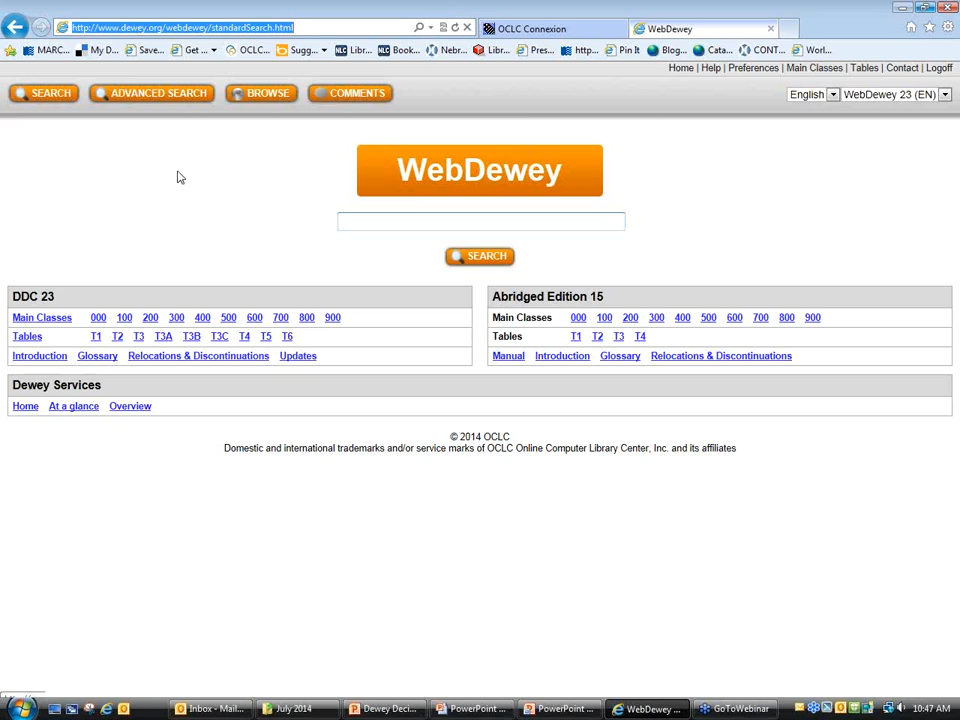 http://www.dewey.org/webdewey/standardSearch.html
OCLC Connexion
WebDewey
MARC... My D... Save... Get ... OCLC... Sugg... Libr... Book... Nebr... Libr... Pres... http... Pin It Blog... Cata... CONT... Worl...
Home | Help | Preferences | Main Classes | Tables | Contact | Logoff
SEARCH ADVANCED SEARCH BROWSE COMMENTS
English WebDewey 23 (EN)
WebDewey
SEARCH
DDC 23
Main Classes 000 100 200 300 400 500 600 700 800 900
Tables T1 T2 T3 T3A T3B T3C T4 T5 T6
Introduction Glossary Relocations & Discontinuations Updates
Abridged Edition 15
Main Classes 000 100 200 300 400 500 600 700 800 900
Tables T1 T2 T3 T4
Manual Introduction Glossary Relocations & Discontinuations
Dewey Services
Home At a glance Overview
© 2014 OCLC
Domestic and international trademarks and/or service marks of OCLC Online Computer Library Center, Inc. and its affiliates
Inbox - Mail... July 2014 Dewey Deci... PowerPoint ... PowerPoint ... WebDewey ... GoToWebinar 10:47 AM